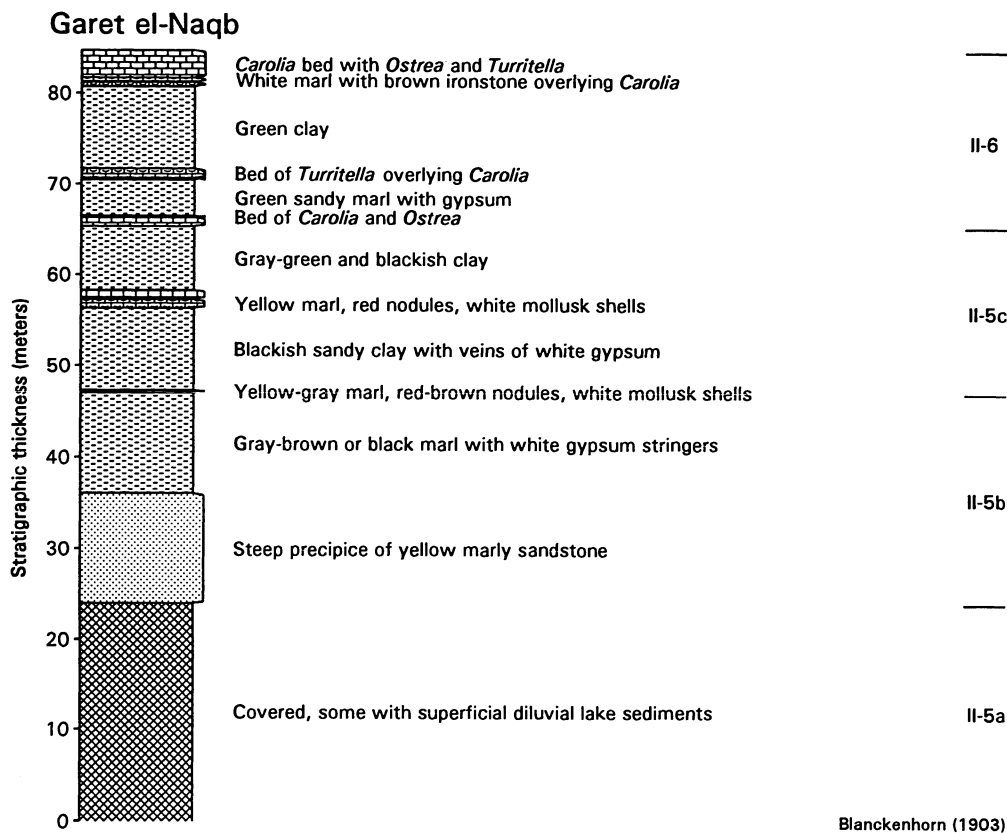 Garet el-Naqb
Carolia bed with Ostrea and Turritella
White marl with brown ironstone overlying Carolia
80
Green clay
II-6
Bed of Turritella overlying Carolia
70
Green sandy marl with gypsum
Bed of Carolia and Ostrea
Gray-green and blackish clay
60
Yellow marl, red nodules, white mollusk shells
II-5c
Blackish sandy clay with veins of white gypsum
50
Yellow-gray marl, red-brown nodules, white mollusk shells
Gray-brown or black marl with white gypsum stringers
40
II-5b
Steep precipice of yellow marly sandstone
30
20
Covered, some with superficial diluvial lake sediments
II-5a
10
0
Stratigraphic thickness (meters)
Blanckenhorn (1903)